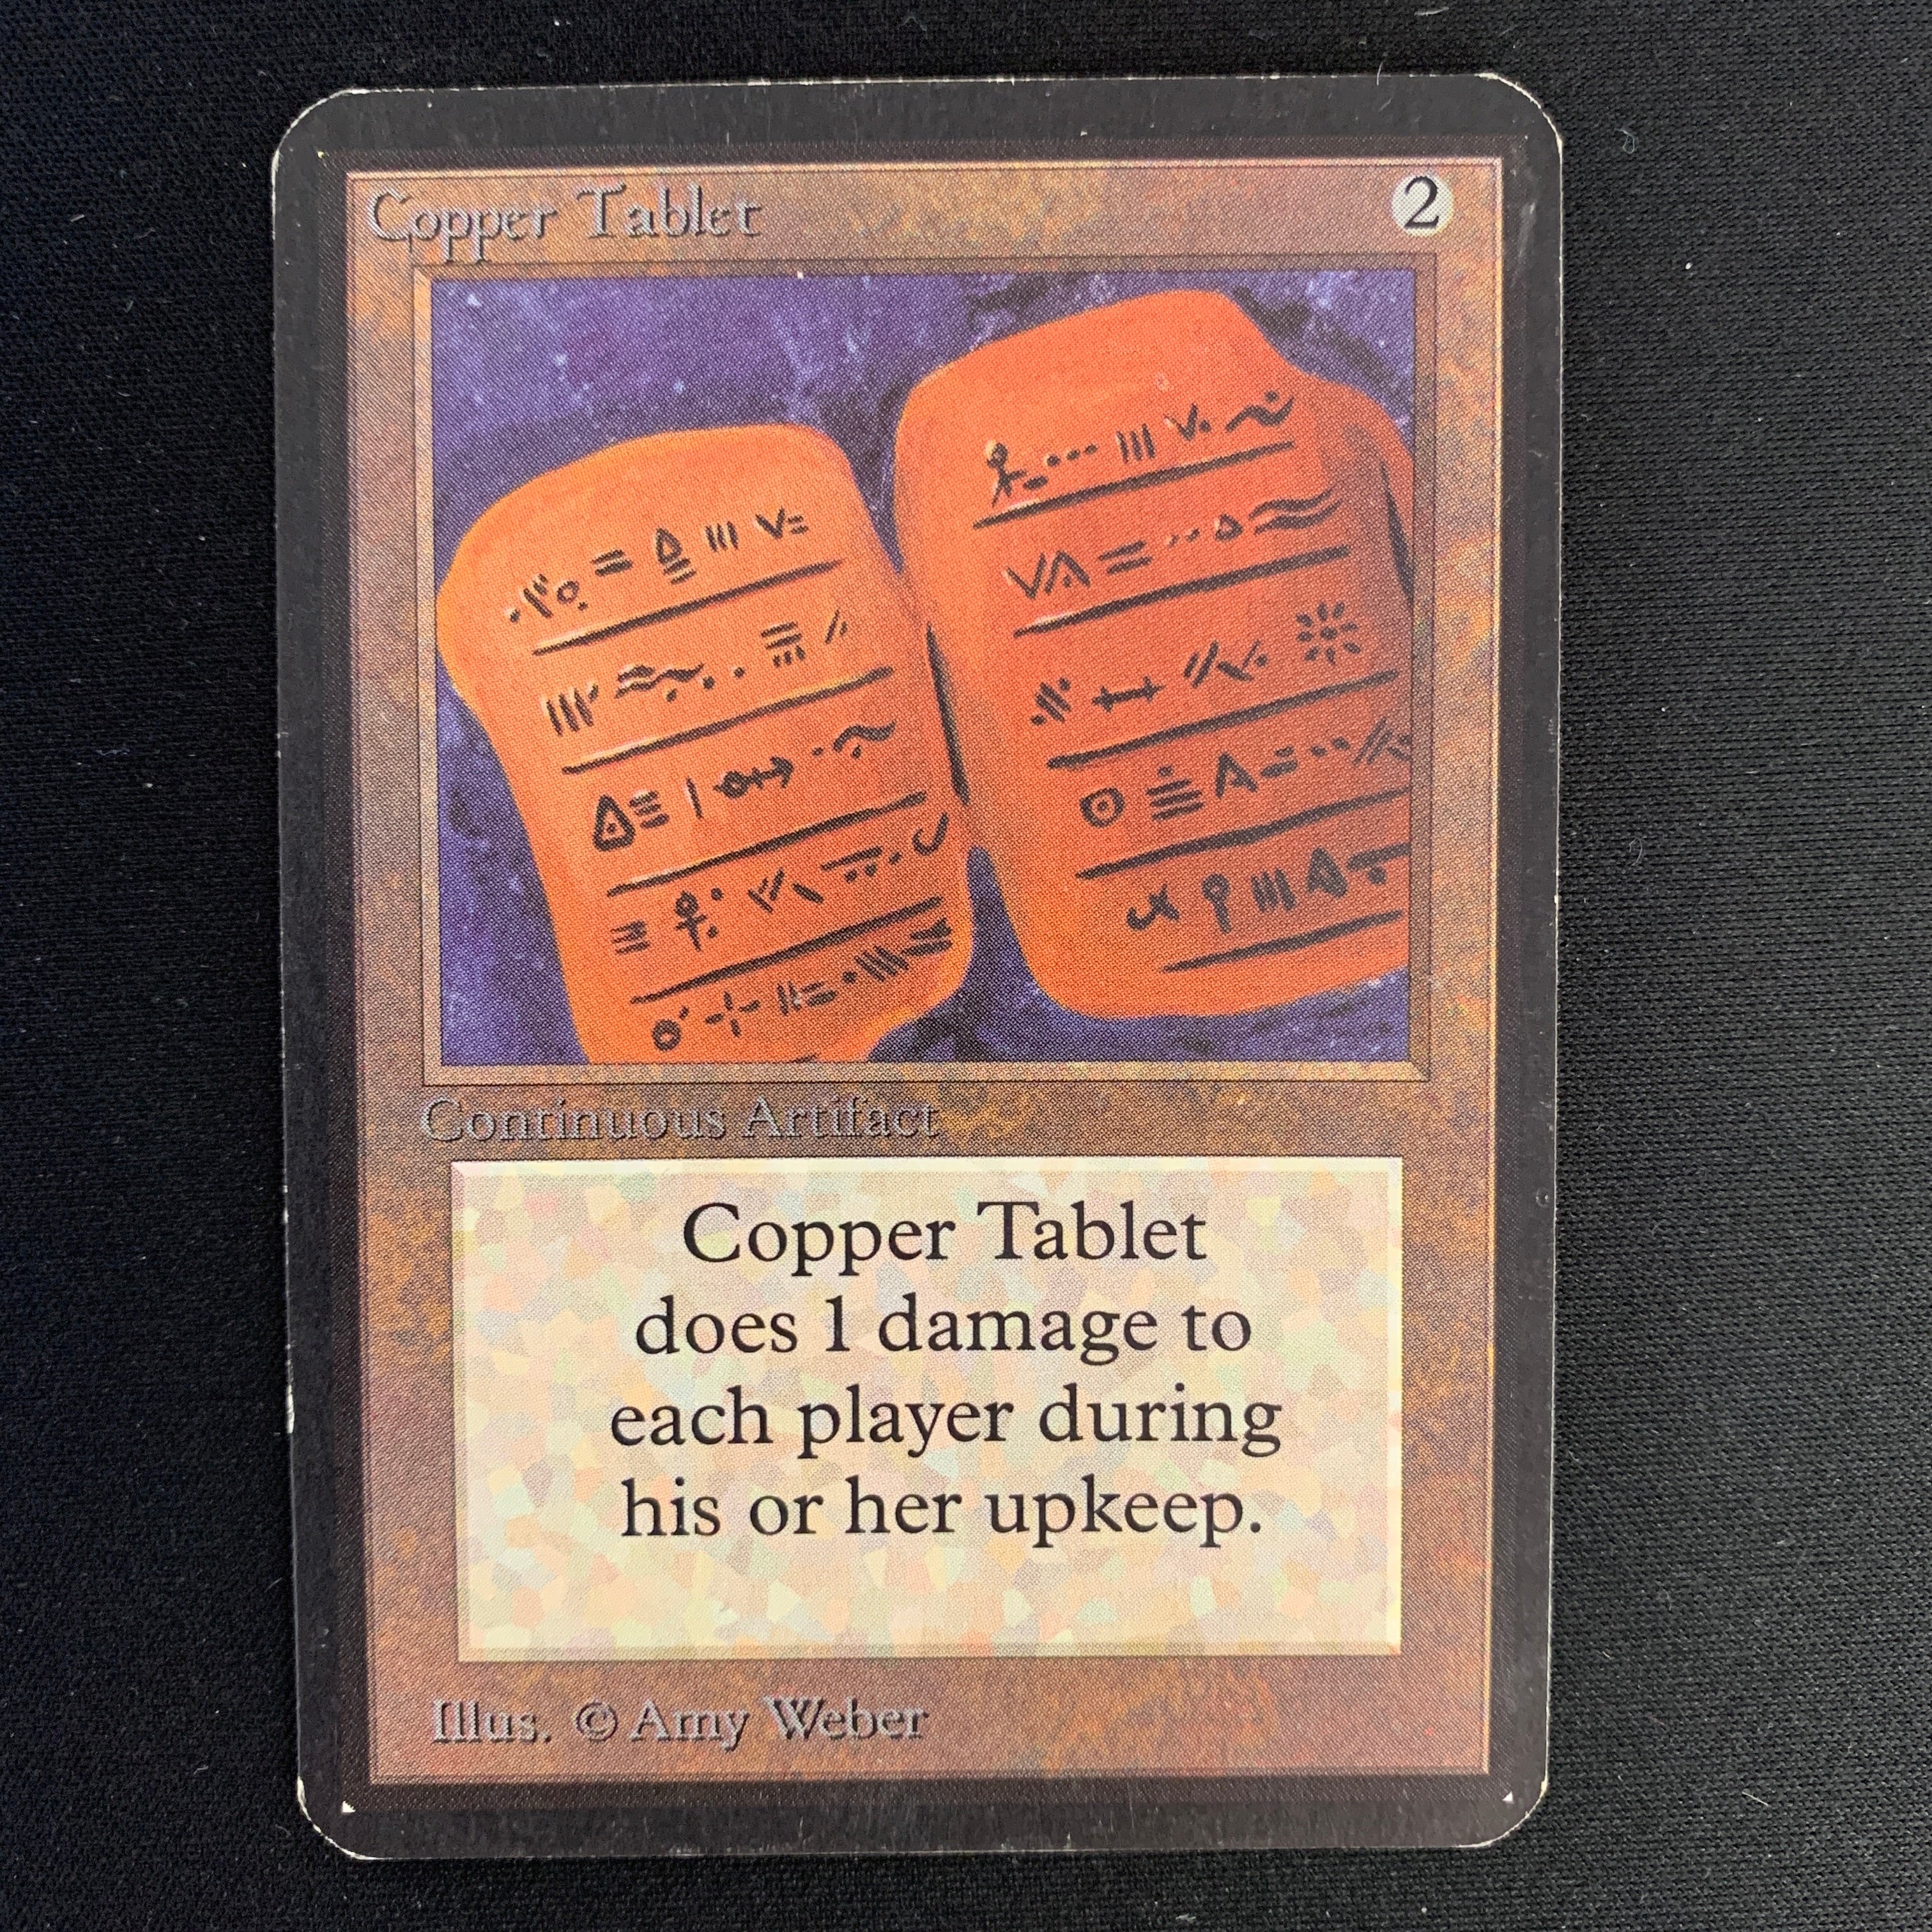 Copper Tablet 2
Continuous Artifact
Copper Tablet
does 1 damage to
each player during
his or her upkeep.
Illus. © Amy Weber